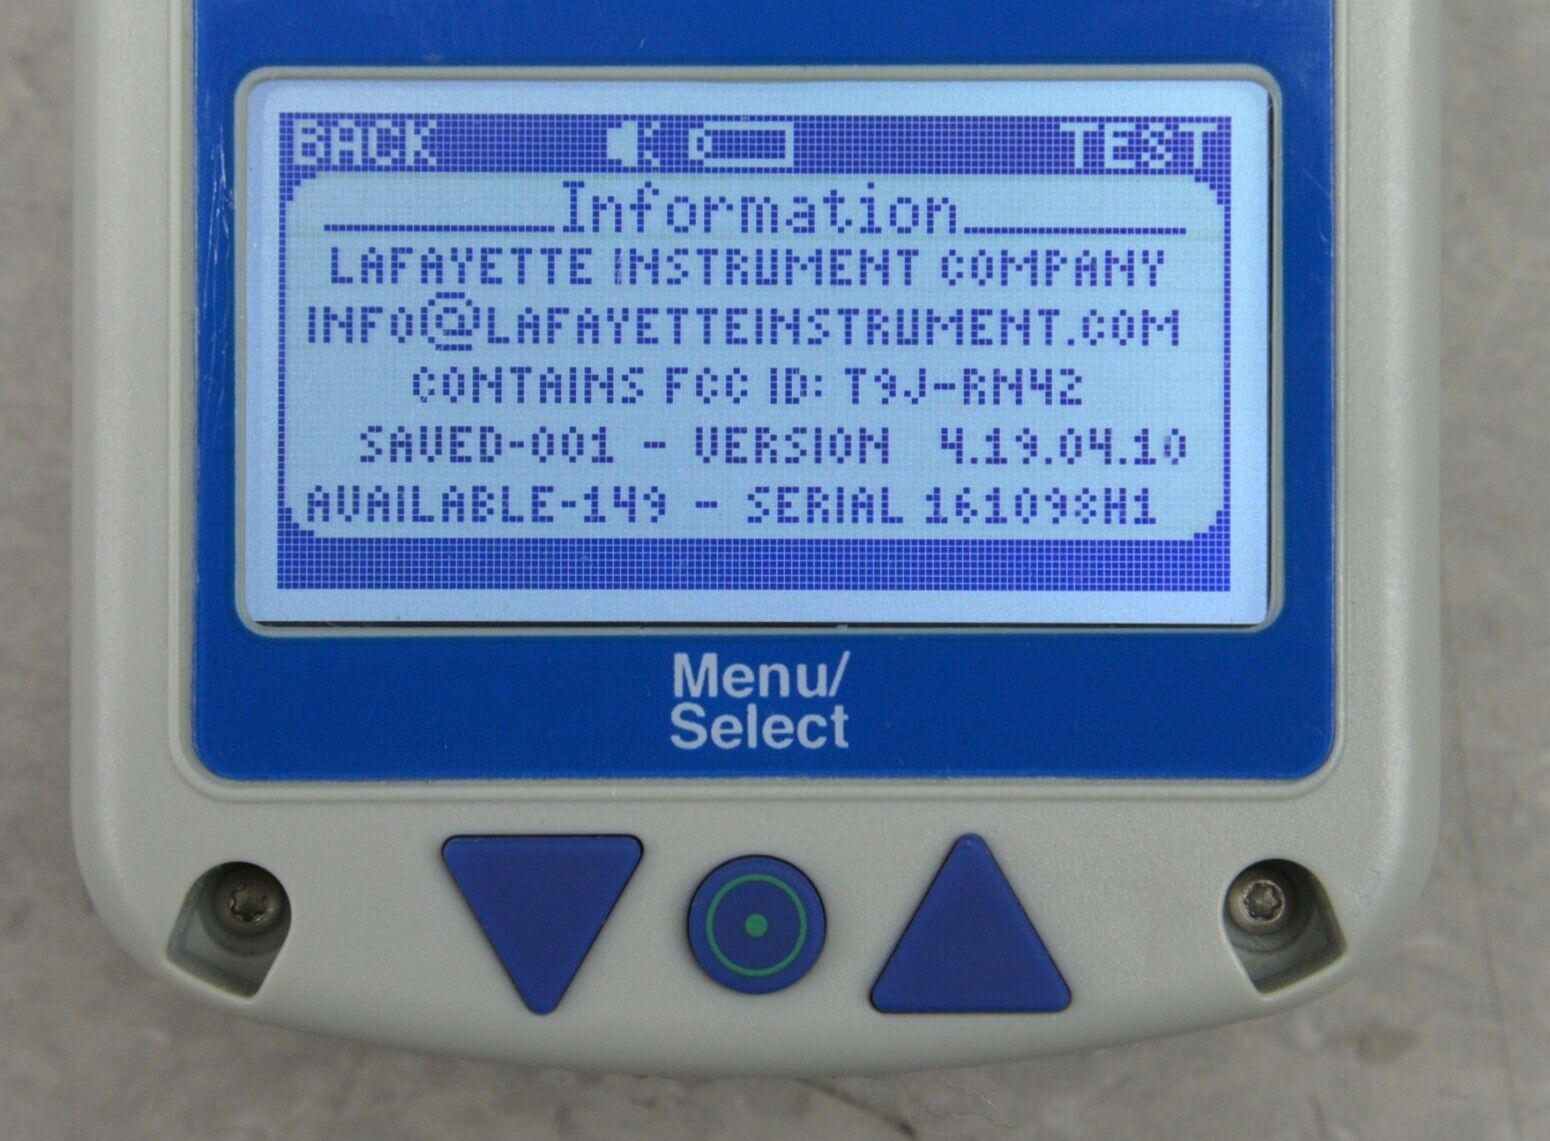 BACK TEST
Information
LAFAYETTE INSTRUMENT COMPANY
INFO@LAFAYETTEINSTRUMENT.COM
CONTAINS FCC ID: T9J-RN42
SAVED-001 - VERSION 4.19.04.10
AVAILABLE-149 - SERIAL 161098H1
Menu/
Select